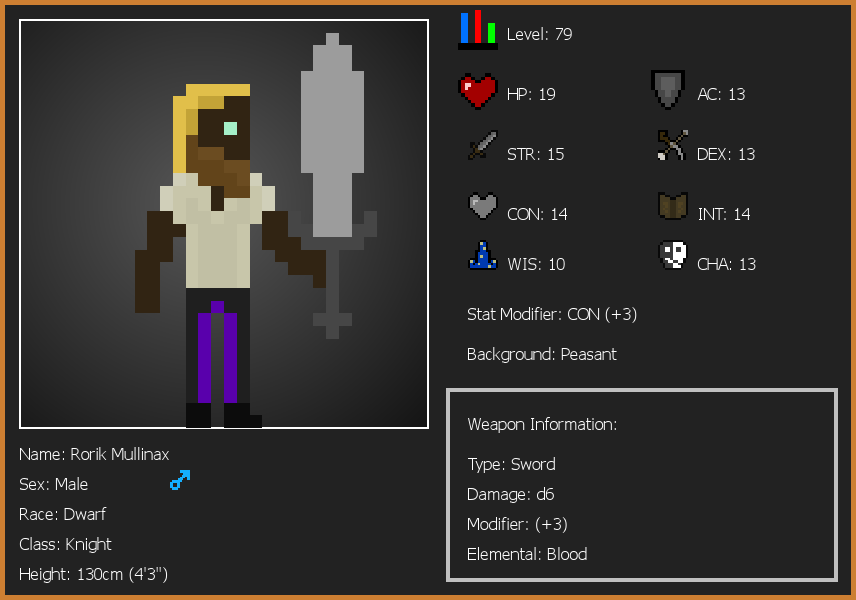 Level: 79
HP: 19
AC: 13
STR: 15
DEX: 13
CON: 14
INT: 14
WIS: 10
CHA: 13
Stat Modifier: CON (+3)
Background: Peasant
Weapon Information:
Type: Sword
Damage: d6
Modifier: (+3)
Elemental: Blood
Name: Rorik Mullinax
Sex: Male
Race: Dwarf
Class: Knight
Height: 130cm (4'3")